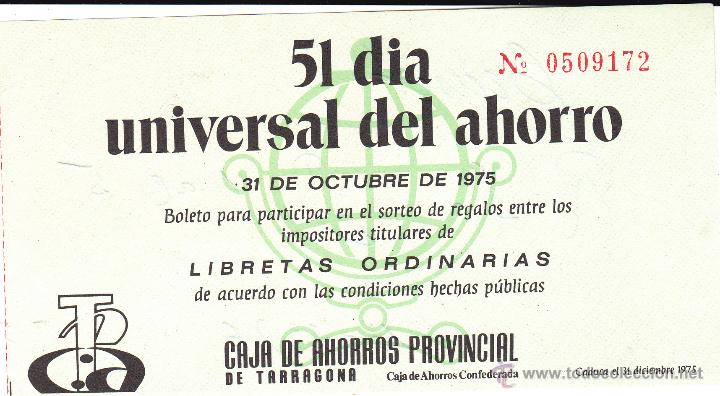 51 dia
universal del ahorro
Nº 0509172
31 DE OCTUBRE DE 1975
Boleto para participar en el sorteo de regalos entre los
impositores titulares de
LIBRETAS ORDINARIAS
de acuerdo con las condiciones hechas públicas
CAJA DE AHORROS PROVINCIAL
DE TARRAGONA
Caja de Ahorros Confederada
Caduca el 31 diciembre 1975
todocoleccion.net